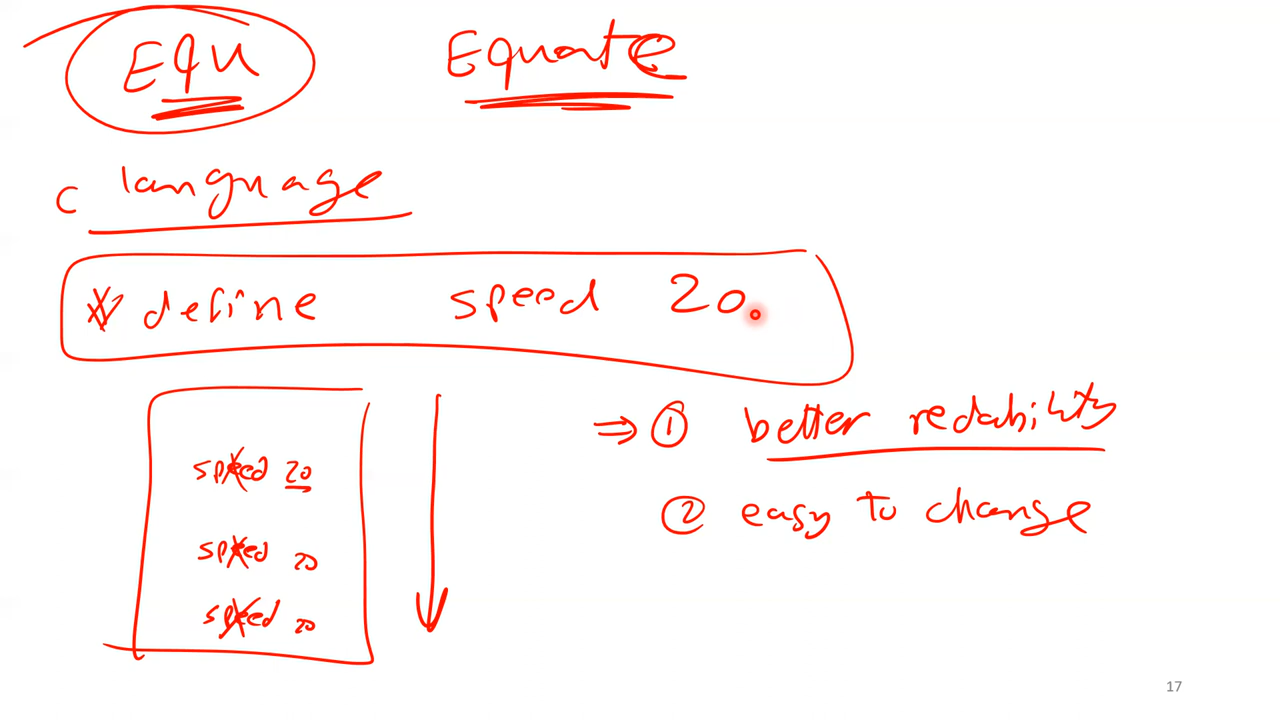 EQU Equate
C language
# define speed 20.
speed 20
speed 20
speed 20
⇒ ① better redability
② easy to change
17